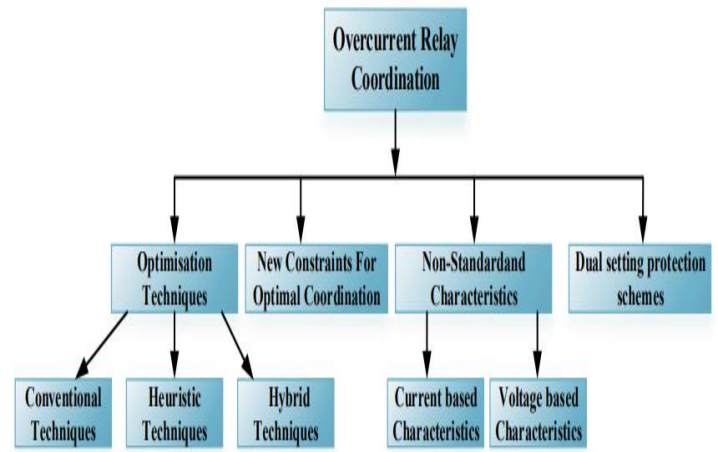 Overcurrent Relay
Coordination
Optimisation
Techniques
New Constraints For
Optimal Coordination
Non-Standardand
Characteristics
Dual setting protection
schemes
Conventional
Techniques
Heuristic
Techniques
Hybrid
Techniques
Current based
Characteristics
Voltage based
Characteristics